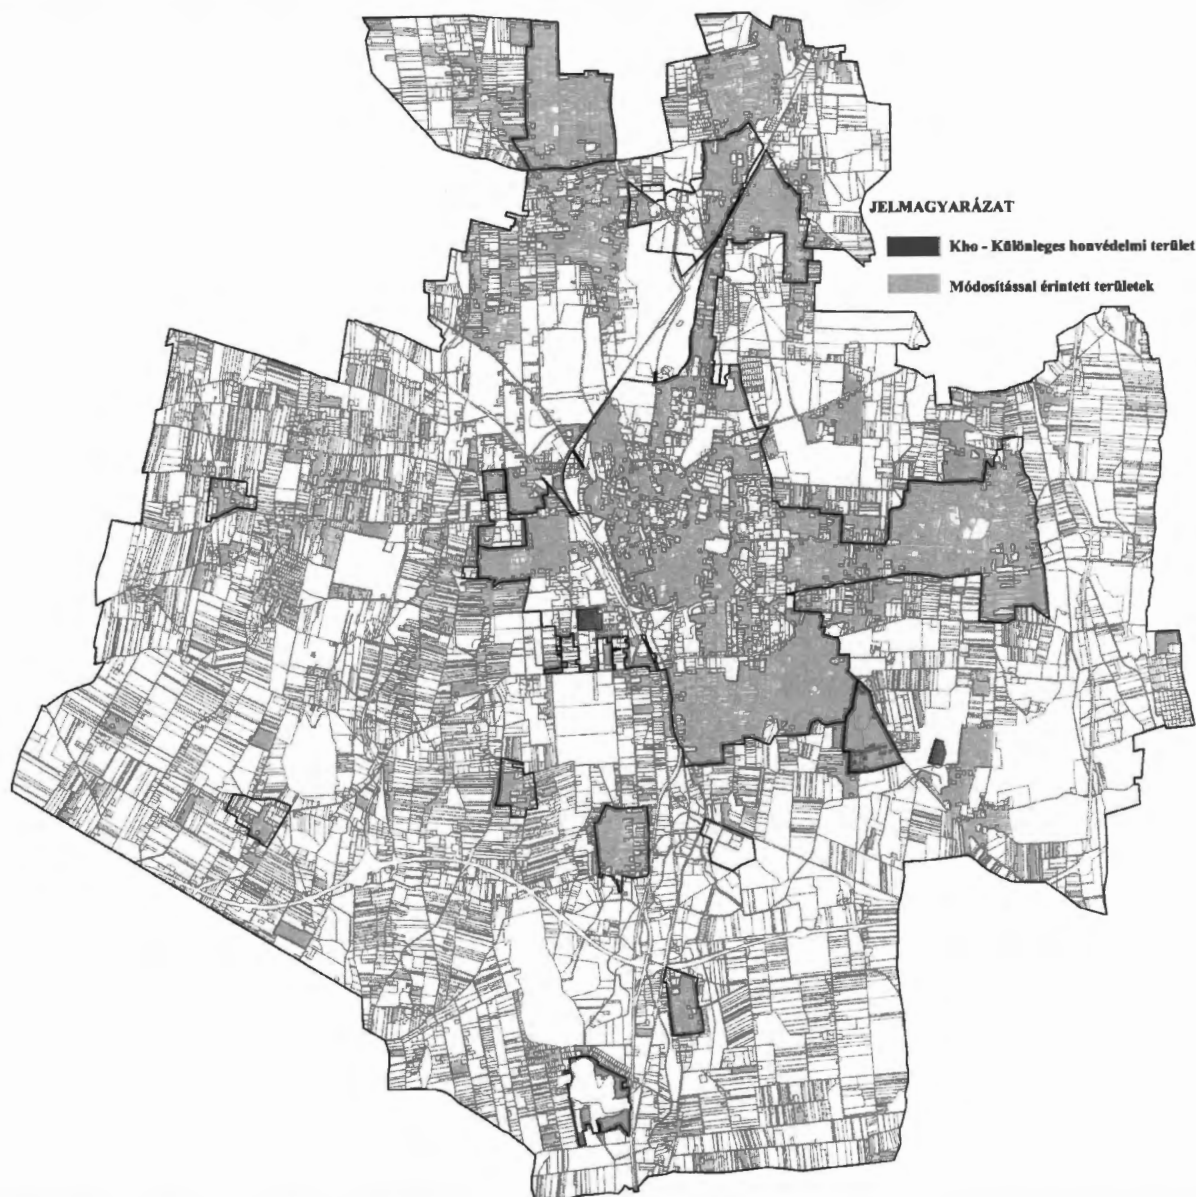 JELMAGYARÁZAT
Kho - Különleges honvédelmi terület
Módosítással érintett területek